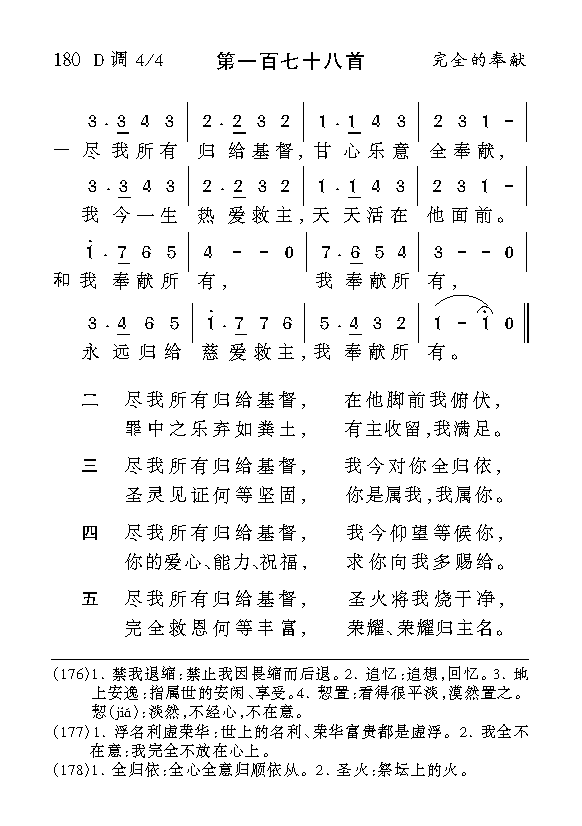 180 D 调 4/4 第一百七十八首 完全的奉献
3·3 4 3 | 2·2 3 2 | 1·1 4 3 | 2 3 1 - |
一 尽我所有 归给基督,甘心乐意 全奉献,
3·3 4 3 | 2·2 3 2 | 1·1 4 3 | 2 3 1 - |
我今一生 热爱救主,天天活在 他面前。
1·7 6 5 | 4 - - 0 | 7·6 5 4 | 3 - - 0 |
和我 奉献所 有, 我 奉献所 有,
3·4 6 5 | 1·7 7 6 | 5·4 3 2 | 1 - 1 0 ‖
永远归给 慈爱救主,我 奉献所 有。
二 尽我所有归给基督, 在他脚前我俯伏,
罪中之乐弃如粪土, 有主收留,我满足。
三 尽我所有归给基督, 我今对你全归依,
圣灵见证何等坚固, 你是属我,我属你。
四 尽我所有归给基督, 我今仰望等候你,
你的爱心、能力、祝福, 求你向我多赐给。
五 尽我所有归给基督, 圣火将我烧干净,
完全救恩何等丰富, 荣耀、荣耀归主名。
(176)1. 禁我退缩:禁止我因畏缩而后退。2. 追忆:追想,回忆。3. 地
上安逸:指属世的安闲、享受。4. 恝置:看得很平淡,漠然置之。
恝(jiá):淡然,不经心,不在意。
(177)1. 浮名利虚荣华:世上的名利、荣华富贵都是虚浮。 2. 我全不
在意:我完全不放在心上。
(178)1. 全归依:全心全意归顺依从。 2. 圣火:祭坛上的火。